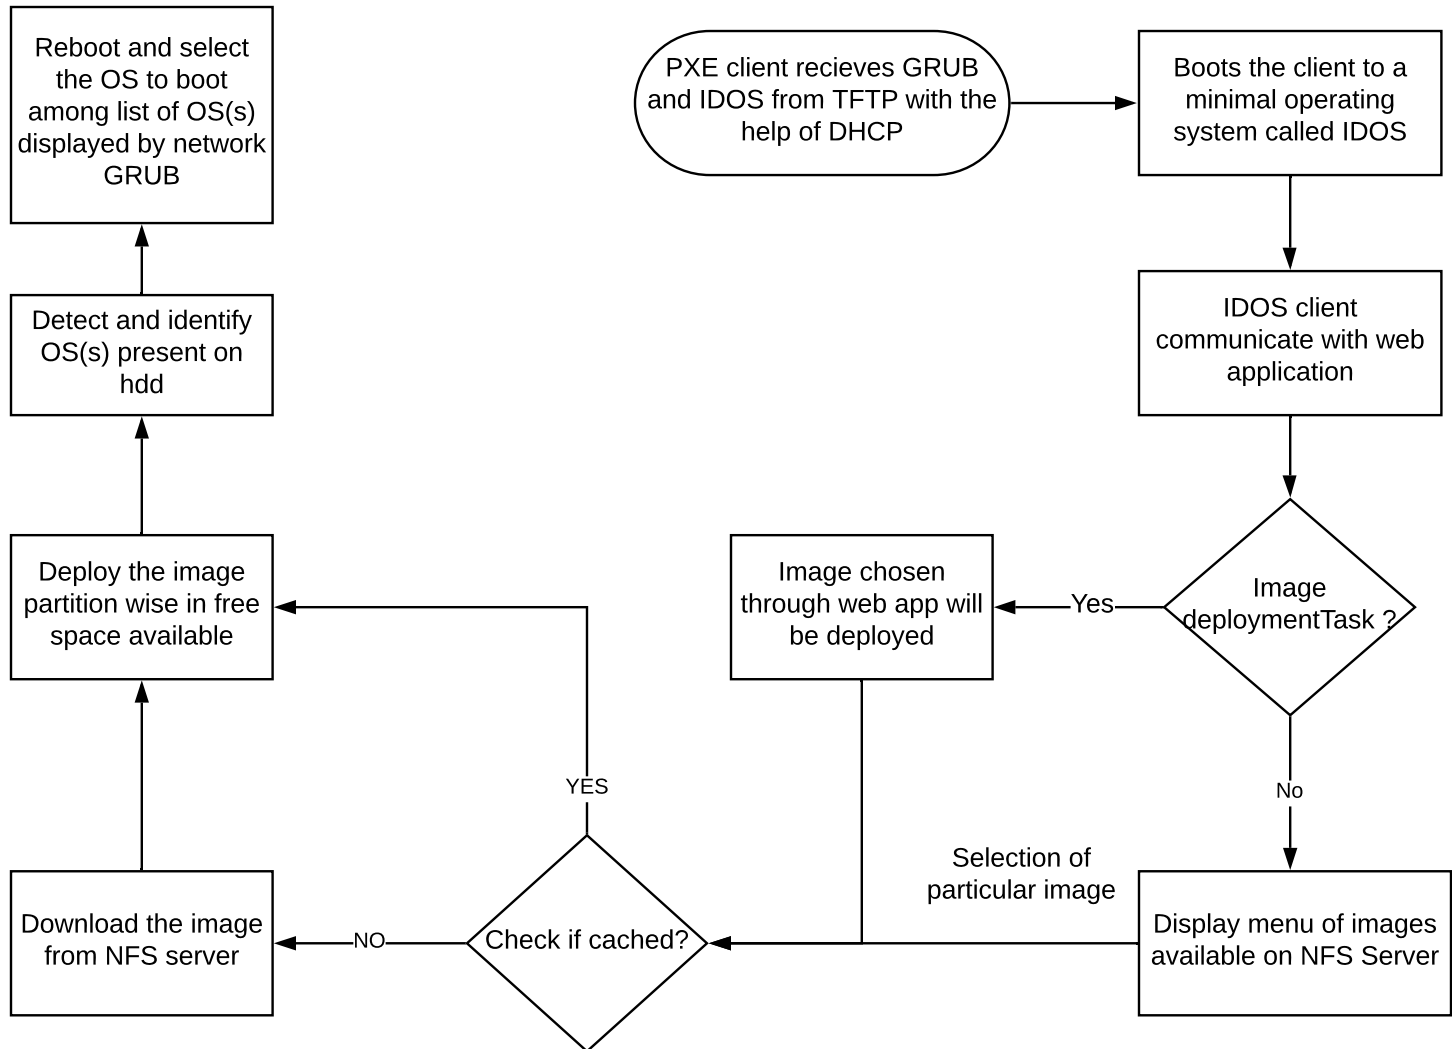 PXE client recieves GRUB
and IDOS from TFTP with the
help of DHCP
Boots the client to a
minimal operating
system called IDOS
IDOS client
communicate with web
application
Image
deploymentTask ?
Yes
Image chosen
through web app will
be deployed
No
Display menu of images
available on NFS Server
Selection of
particular image
Check if cached?
YES
NO
Download the image
from NFS server
Deploy the image
partition wise in free
space available
Detect and identify
OS(s) present on
hdd
Reboot and select
the OS to boot
among list of OS(s)
displayed by network
GRUB